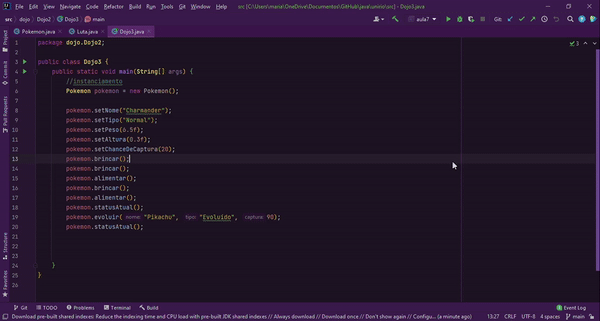 File Edit View Navigate Code Refactor Build Run Tools Git Window Help unirio [C:\Users\maria\OneDrive\Documentos\GitHub\java\unirio\src] - Dojo3.java
src dojo Dojo2 Dojo3 main aula7 Git:
Pokemon.java Luta.java Dojo3.java
Project
Commit
Pull Requests
Structure
Favorites
3
1 package dojo.Dojo2;
2
3 public class Dojo3 {
4 public static void main(String[] args) {
5 //instanciamento
6 Pokemon pokemon = new Pokemon();
7
8 pokemon.setNome("Charmander");
9 pokemon.setTipo("Normal");
10 pokemon.setPeso(6.5f);
11 pokemon.setAltura(0.3f);
12 pokemon.setChanceDeCaptura(20);
13 pokemon.brincar();
14 pokemon.brincar();
15 pokemon.alimentar();
16 pokemon.brincar();
17 pokemon.alimentar();
18 pokemon.statusAtual();
19 pokemon.evoluir( nome: "Pikachu", tipo: "Evoluido", captura: 90);
20 pokemon.statusAtual();
21
22
23
24 }
25 }
26
Git TODO Problems Terminal Build Event Log
Download pre-built shared indexes: Reduce the indexing time and CPU load with pre-built JDK shared indexes // Always download // Download once // Don't show again // Configu... (a minute ago) 13:27 CRLF UTF-8 4 spaces main